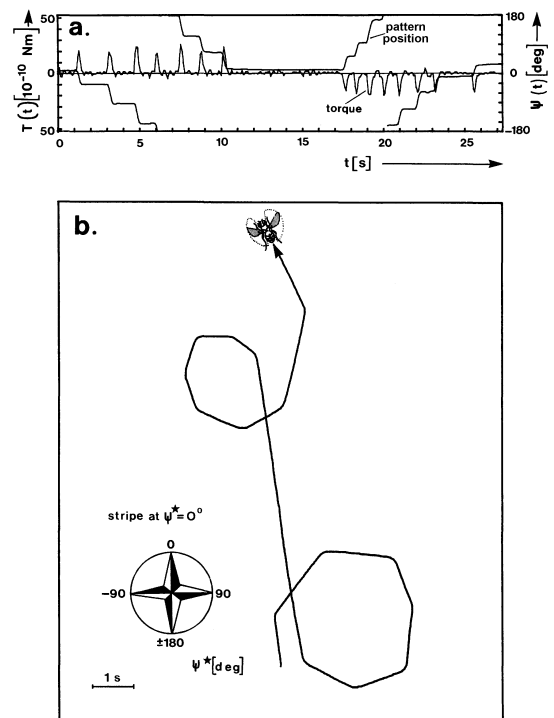 a.
50
0
50
T (t) [10⁻¹⁰ Nm]
180
0
-180
ψ (t) [deg]
pattern
position
torque
0 5 10 15 20 25
t [s]
b.
stripe at ψ* = 0°
0
-90 90
±180
ψ* [deg]
1 s